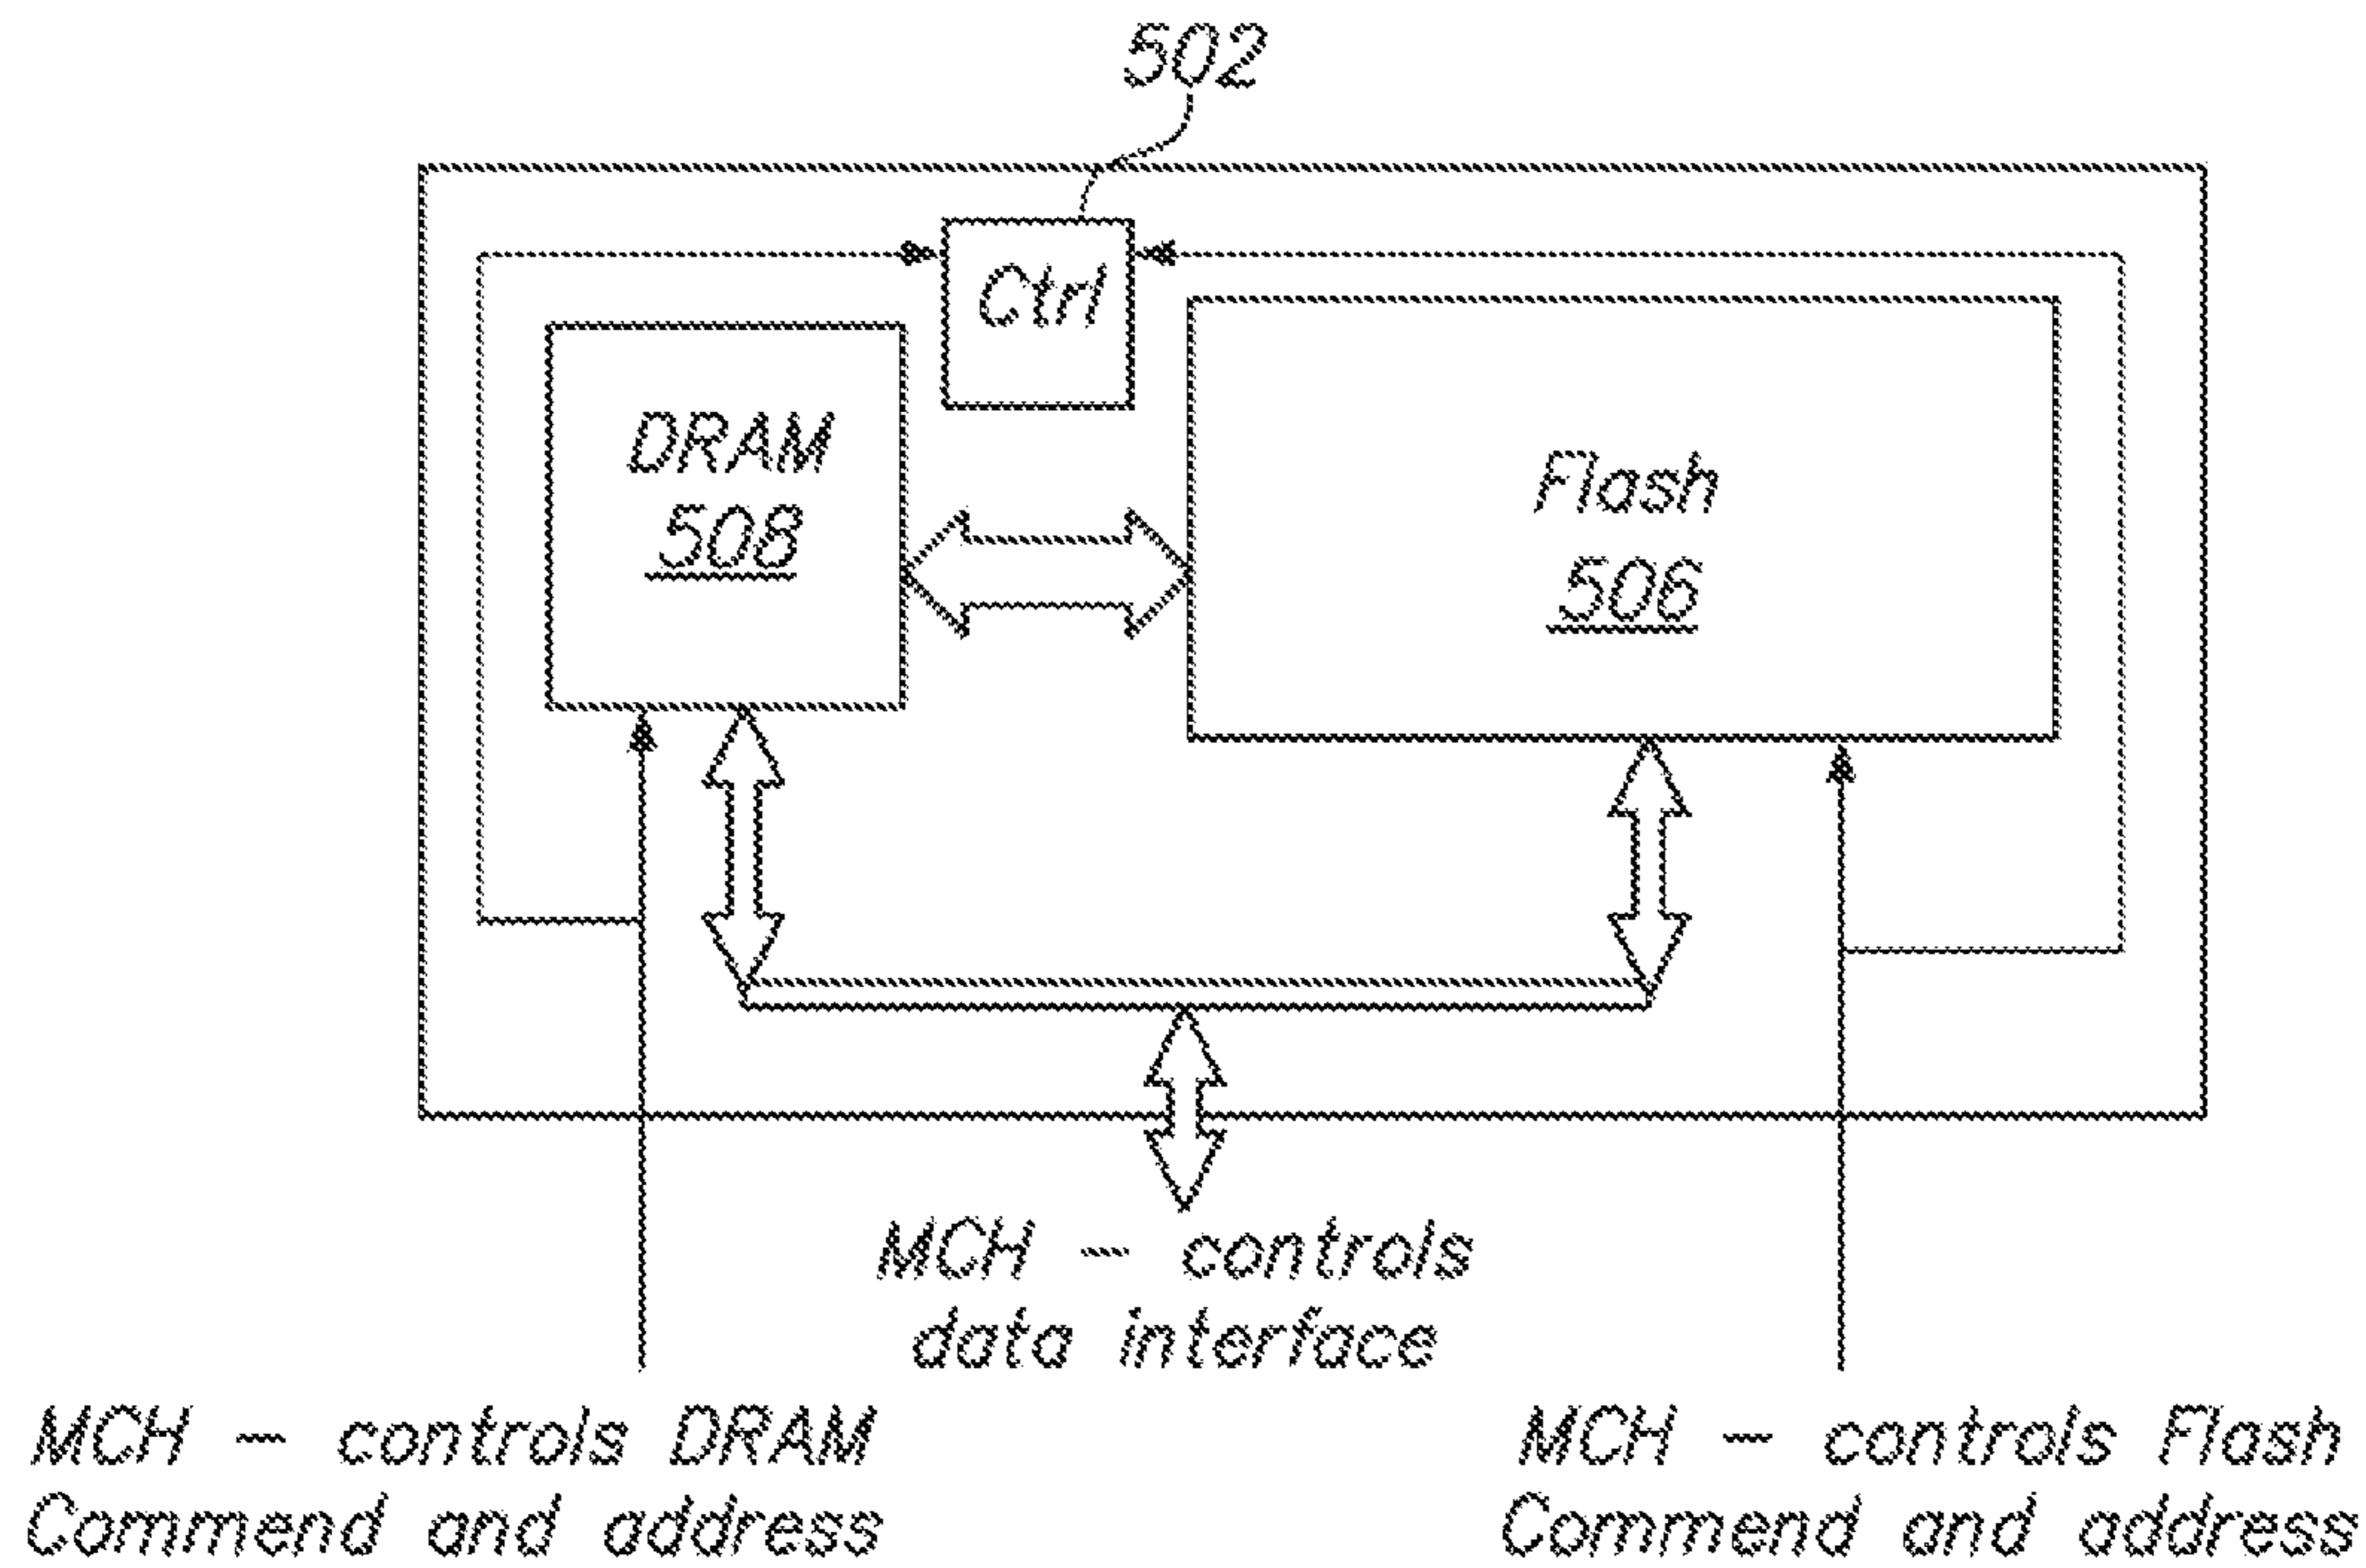 502
Ctrl
DRAM
508
Flash
506
MCH – controls
data interface
MCH – controls DRAM
Commend and address
MCH – controls Flash
Commend and address